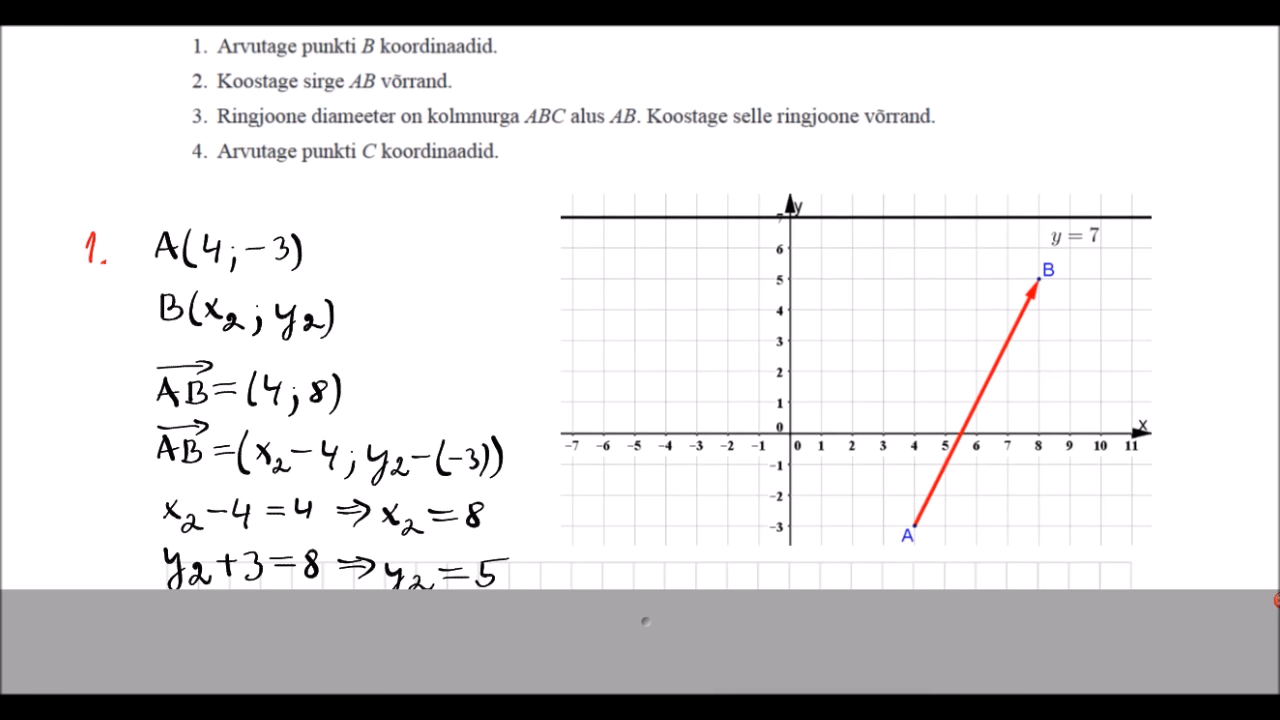 1. Arvutage punkti B koordinaadid.
2. Koostage sirge AB võrrand.
3. Ringjoone diameeter on kolmnurga ABC alus AB. Koostage selle ringjoone võrrand.
4. Arvutage punkti C koordinaadid.
1. A(4; -3)
B(x₂; y₂)
AB = (4; 8)
AB = (x₂ - 4; y₂ - (-3))
x₂ - 4 = 4 ⇒ x₂ = 8
y₂ + 3 = 8 ⇒ y₂ = 5
y
7
y = 7
6
B
5
4
3
2
1
x
0
-7 -6 -5 -4 -3 -2 -1 0 1 2 3 4 5 6 7 8 9 10 11
-1
-2
-3
A